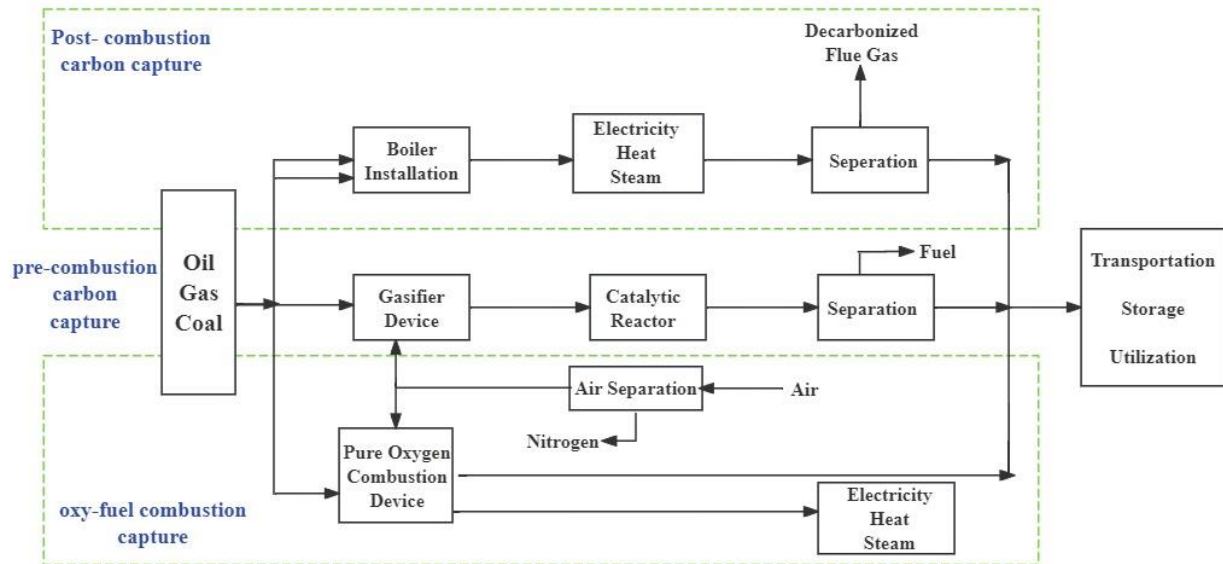 Post- combustion
carbon capture
Decarbonized
Flue Gas
Boiler
Installation
Electricity
Heat
Steam
Seperation
pre-combustion
carbon
capture
Oil
Gas
Coal
Gasifier
Device
Catalytic
Reactor
Separation
Fuel
Transportation
Storage
Utilization
Air Separation
Air
Nitrogen
Pure Oxygen
Combustion
Device
oxy-fuel combustion
capture
Electricity
Heat
Steam